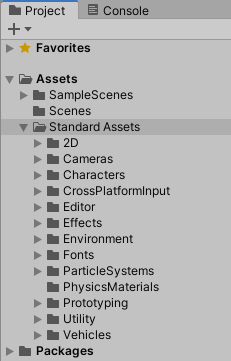 Project Console
Favorites
Assets
SampleScenes
Scenes
Standard Assets
2D
Cameras
Characters
CrossPlatformInput
Editor
Effects
Environment
Fonts
ParticleSystems
PhysicsMaterials
Prototyping
Utility
Vehicles
Packages